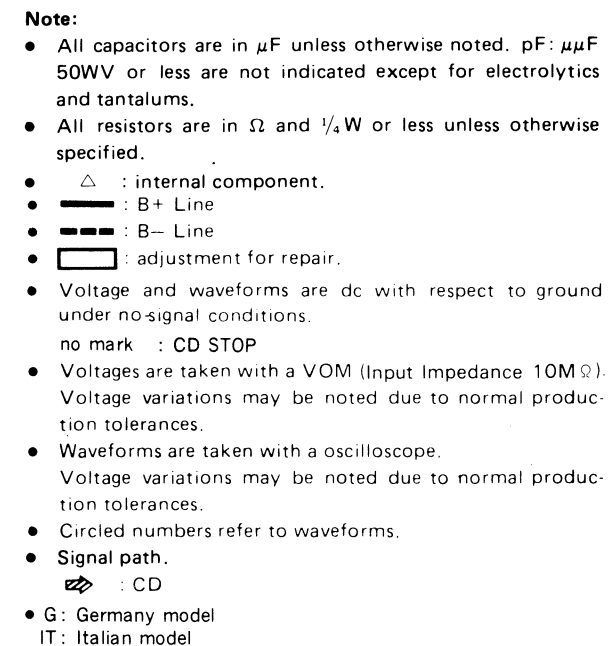 Note:
● All capacitors are in μF unless otherwise noted. pF: μμF
50WV or less are not indicated except for electrolytics
and tantalums.
● All resistors are in Ω and ¼W or less unless otherwise
specified.
● △ : internal component.
● : B+ Line
● : B− Line
● : adjustment for repair.
● Voltage and waveforms are dc with respect to ground
under no-signal conditions.
no mark : CD STOP
● Voltages are taken with a VOM (Input Impedance 10MΩ).
Voltage variations may be noted due to normal produc-
tion tolerances.
● Waveforms are taken with a oscilloscope.
Voltage variations may be noted due to normal produc-
tion tolerances.
● Circled numbers refer to waveforms.
● Signal path.
: CD
● G: Germany model
IT: Italian model